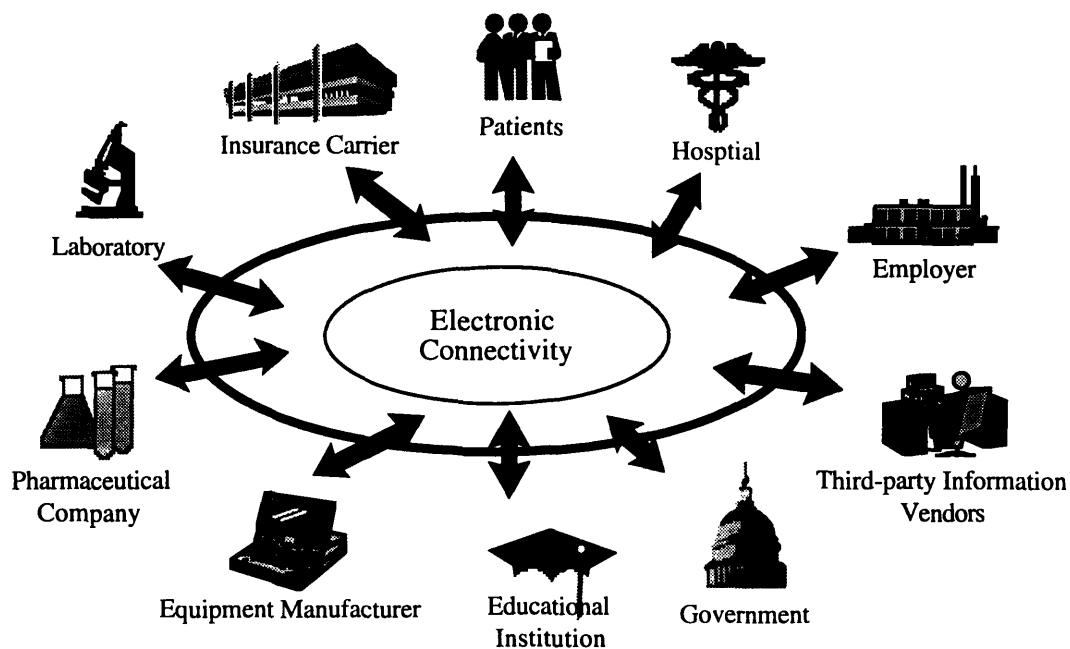 Patients
Insurance Carrier
Hosptial
Laboratory
Employer
Electronic
Connectivity
Pharmaceutical
Company
Third-party Information
Vendors
Equipment Manufacturer
Educational
Institution
Government